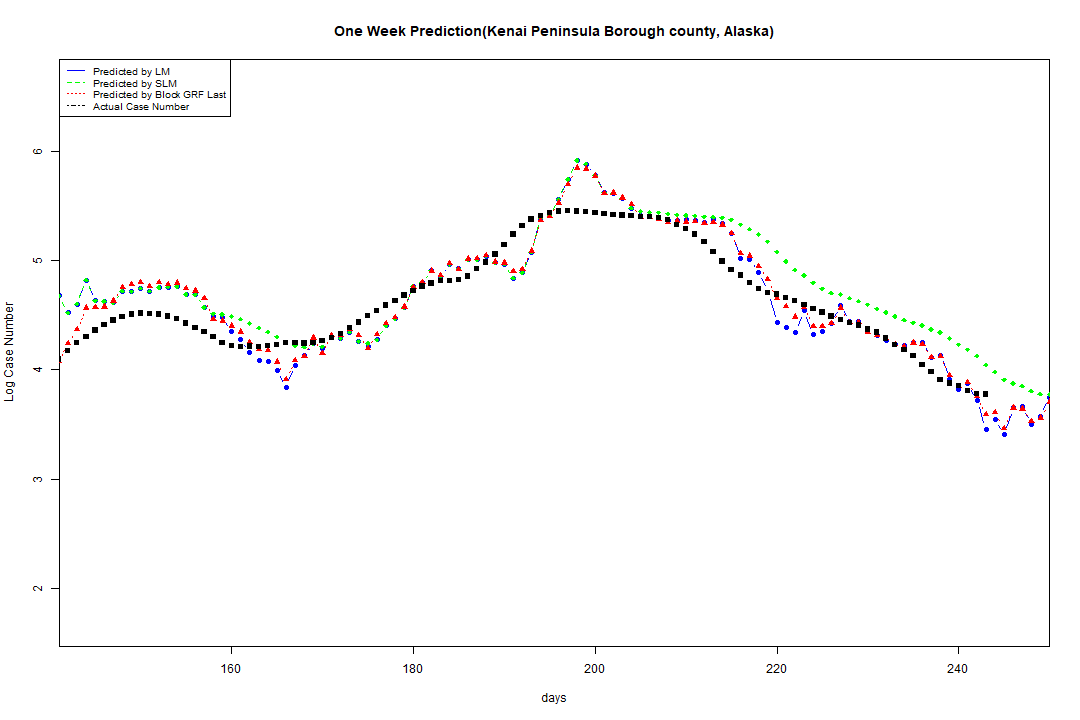 One Week Prediction(Kenai Peninsula Borough county, Alaska)
Predicted by LM
Predicted by SLM
Predicted by Block GRF Last
Actual Case Number
6
5
4
3
2
Log Case Number
160 180 200 220 240
days